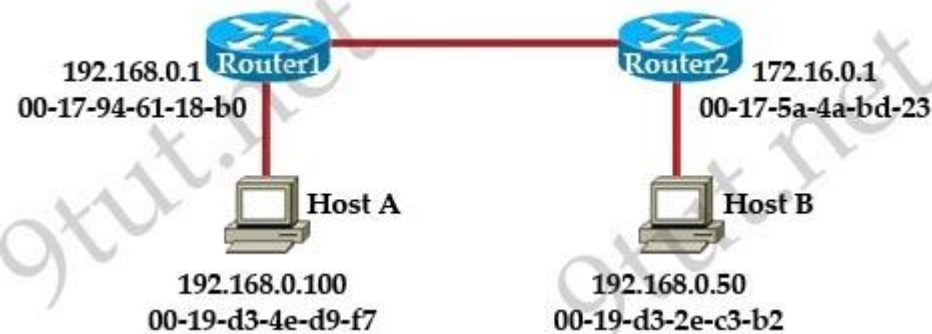 Router1
192.168.0.1
00-17-94-61-18-b0
Router2
172.16.0.1
00-17-5a-4a-bd-23
Host A
192.168.0.100
00-19-d3-4e-d9-f7
Host B
192.168.0.50
00-19-d3-2e-c3-b2
9tut.net
9tut.net